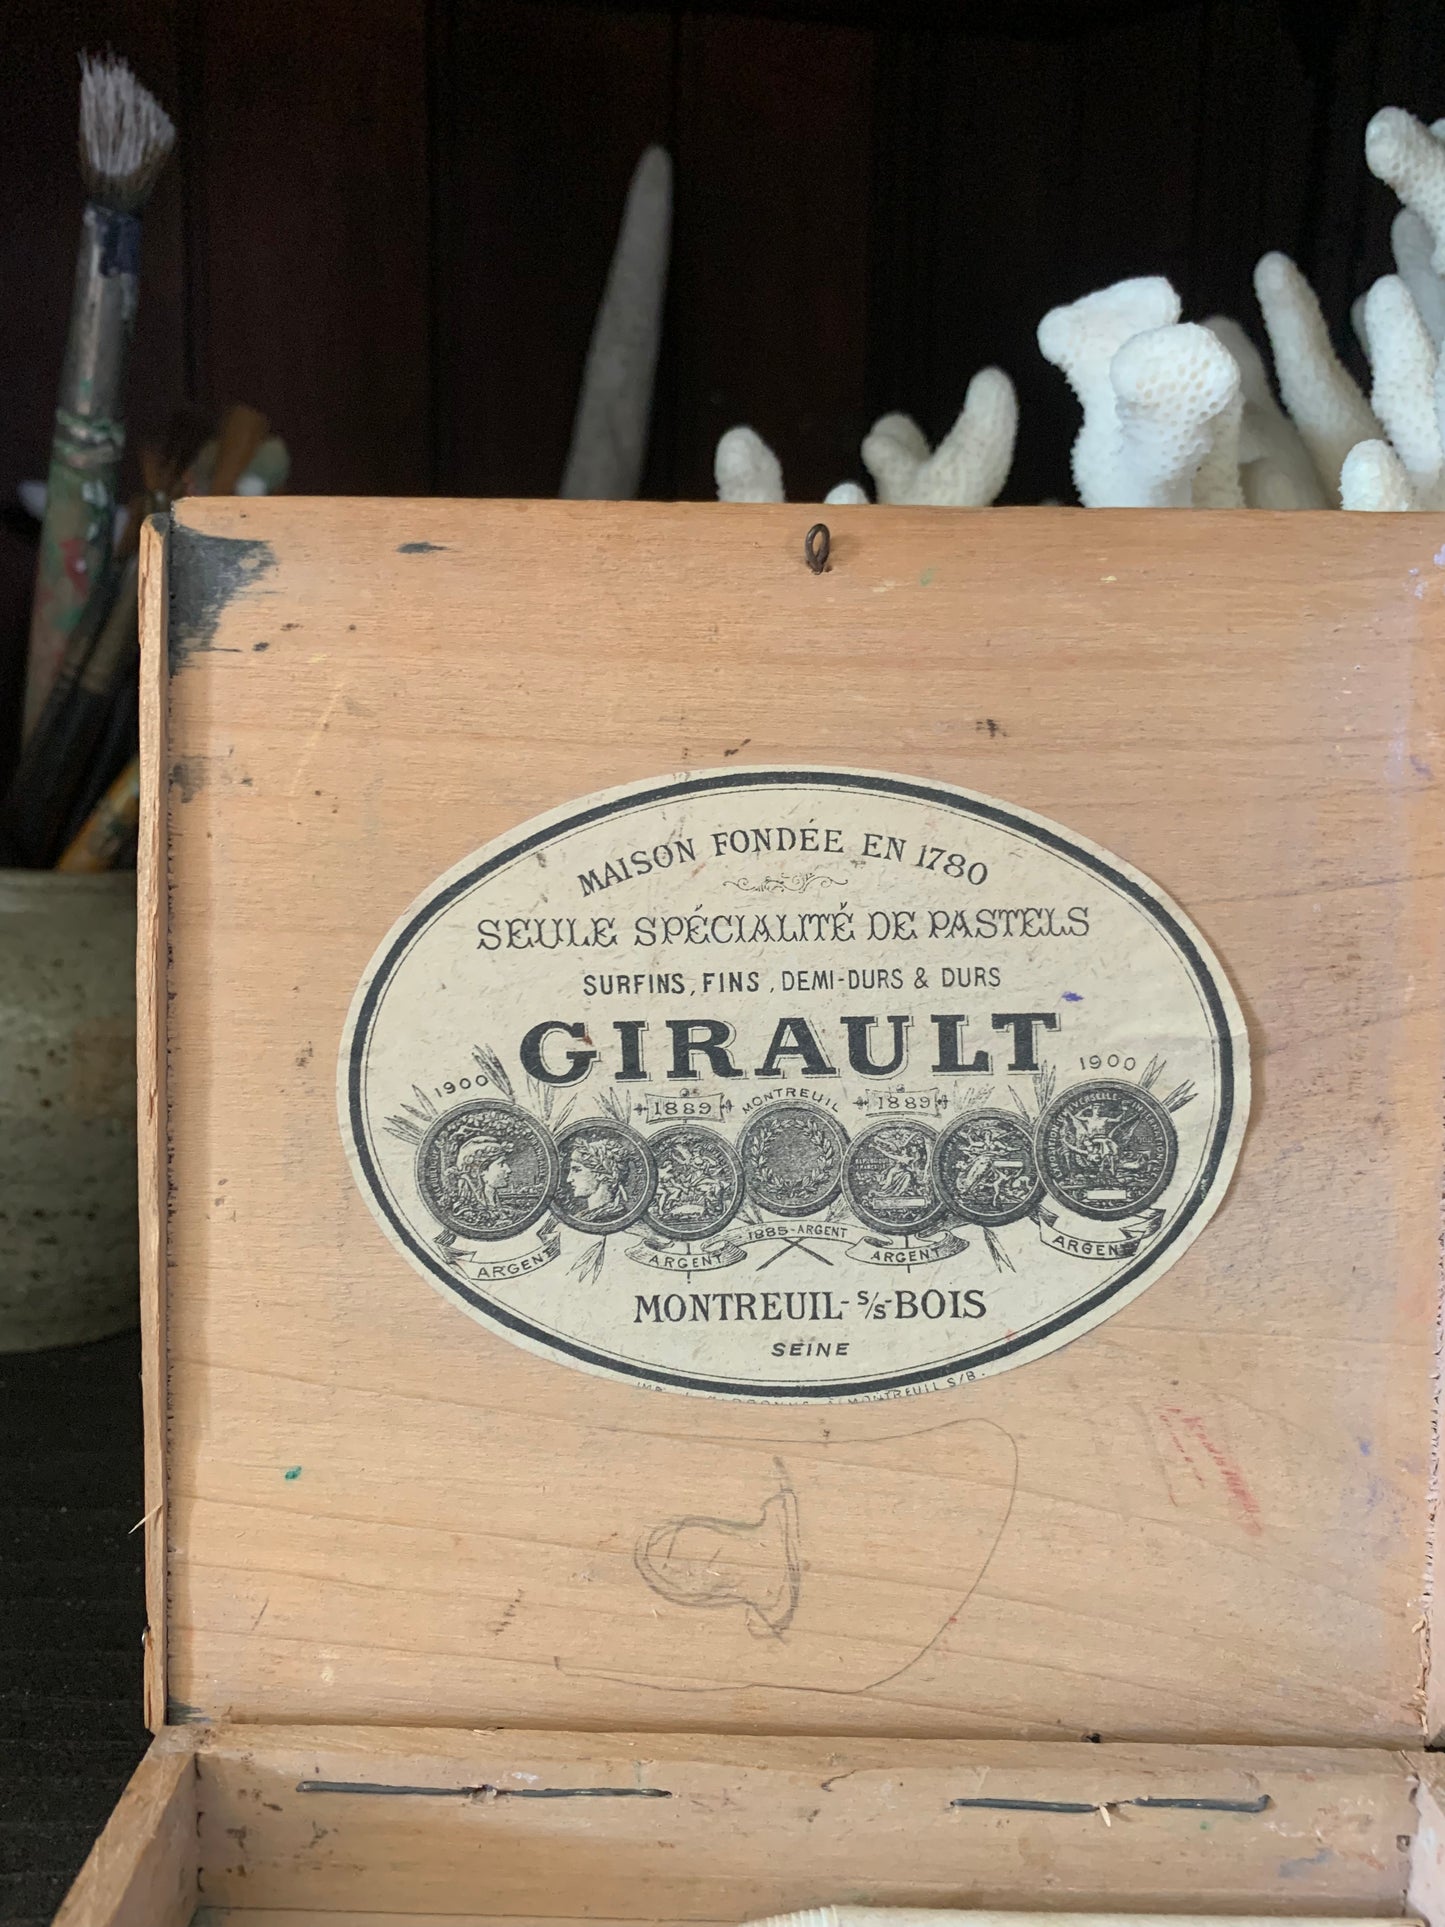 MAISON FONDÉE EN 1780
SEULE SPÉCIALITÉ DE PASTELS
SURFINS, FINS, DEMI-DURS & DURS
GIRAULT
1900
1889
MONTREUIL
1889
1900
ARGENT
ARGENT
1885-ARGENT
ARGENT
ARGENT
MONTREUIL-S/S-BOIS
SEINE
MONTREUIL S/B.